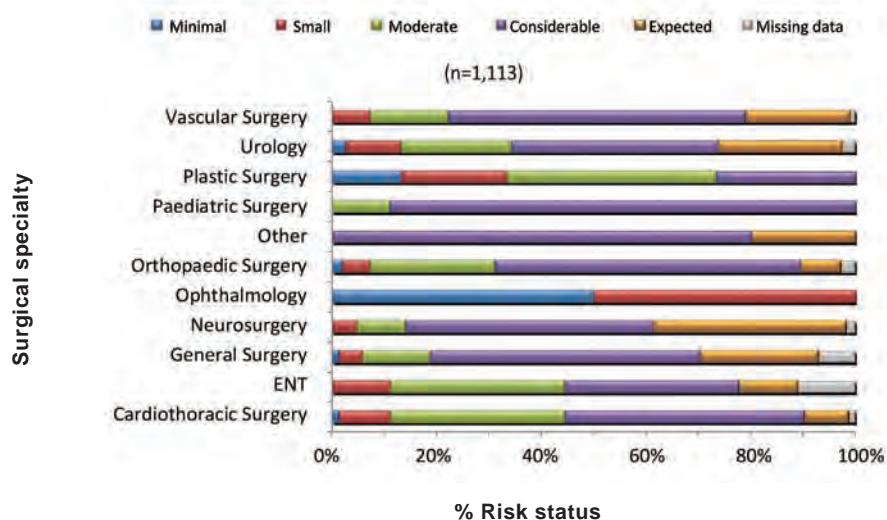 Minimal Small Moderate Considerable Expected Missing data
(n=1,113)
Surgical specialty
Vascular Surgery
Urology
Plastic Surgery
Paediatric Surgery
Other
Orthopaedic Surgery
Ophthalmology
Neurosurgery
General Surgery
ENT
Cardiothoracic Surgery
0% 20% 40% 60% 80% 100%
% Risk status